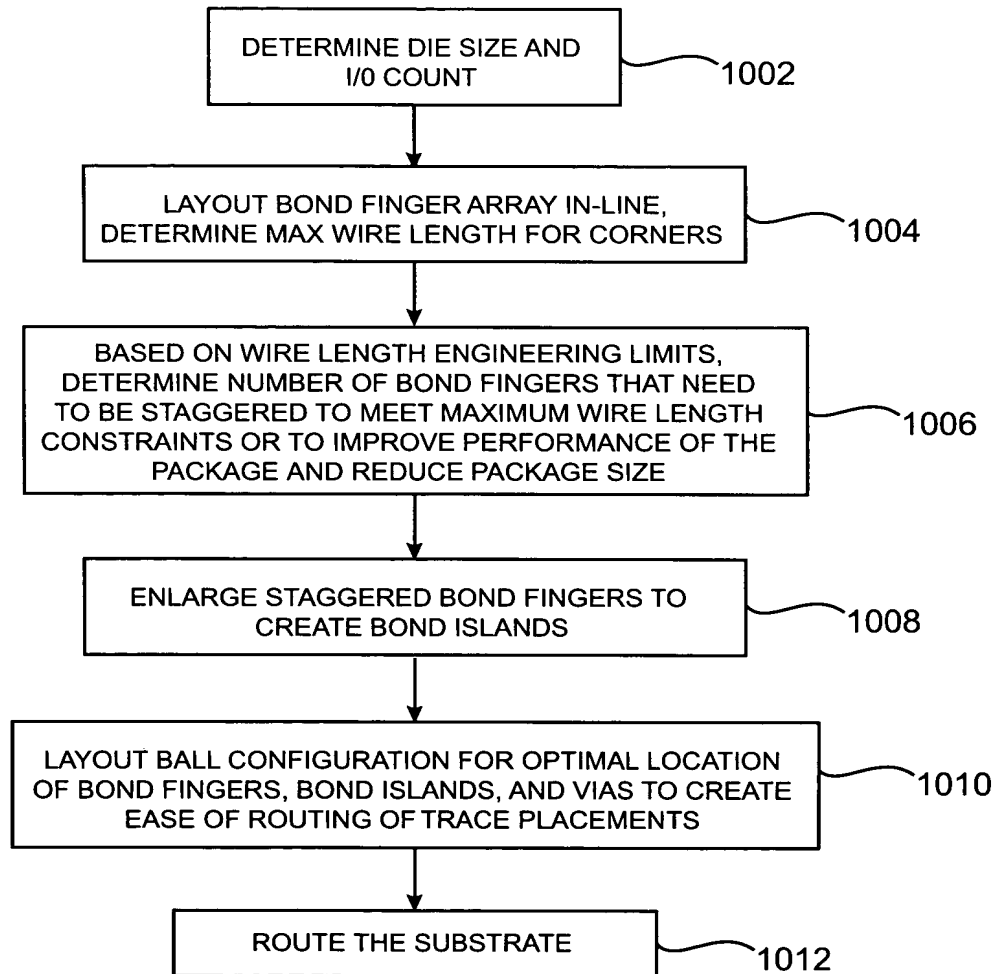 DETERMINE DIE SIZE AND
I/0 COUNT
1002
LAYOUT BOND FINGER ARRAY IN-LINE,
DETERMINE MAX WIRE LENGTH FOR CORNERS
1004
BASED ON WIRE LENGTH ENGINEERING LIMITS,
DETERMINE NUMBER OF BOND FINGERS THAT NEED
TO BE STAGGERED TO MEET MAXIMUM WIRE LENGTH
CONSTRAINTS OR TO IMPROVE PERFORMANCE OF THE
PACKAGE AND REDUCE PACKAGE SIZE
1006
ENLARGE STAGGERED BOND FINGERS TO
CREATE BOND ISLANDS
1008
LAYOUT BALL CONFIGURATION FOR OPTIMAL LOCATION
OF BOND FINGERS, BOND ISLANDS, AND VIAS TO CREATE
EASE OF ROUTING OF TRACE PLACEMENTS
1010
ROUTE THE SUBSTRATE
1012